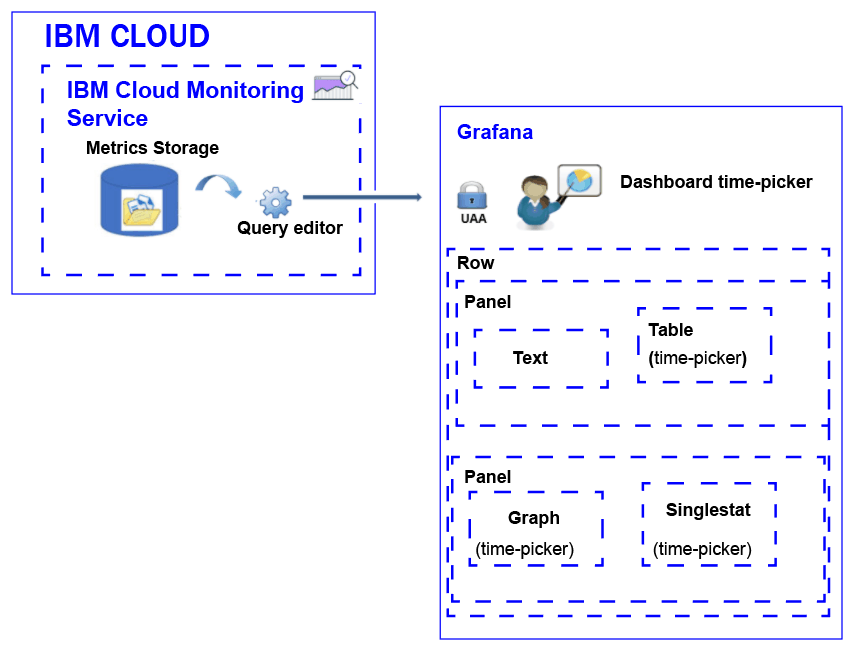 IBM CLOUD
IBM Cloud Monitoring
Service
Metrics Storage
Query editor
Grafana
UAA
Dashboard time-picker
Row
Panel
Text
Table
(time-picker)
Panel
Graph
(time-picker)
Singlestat
(time-picker)